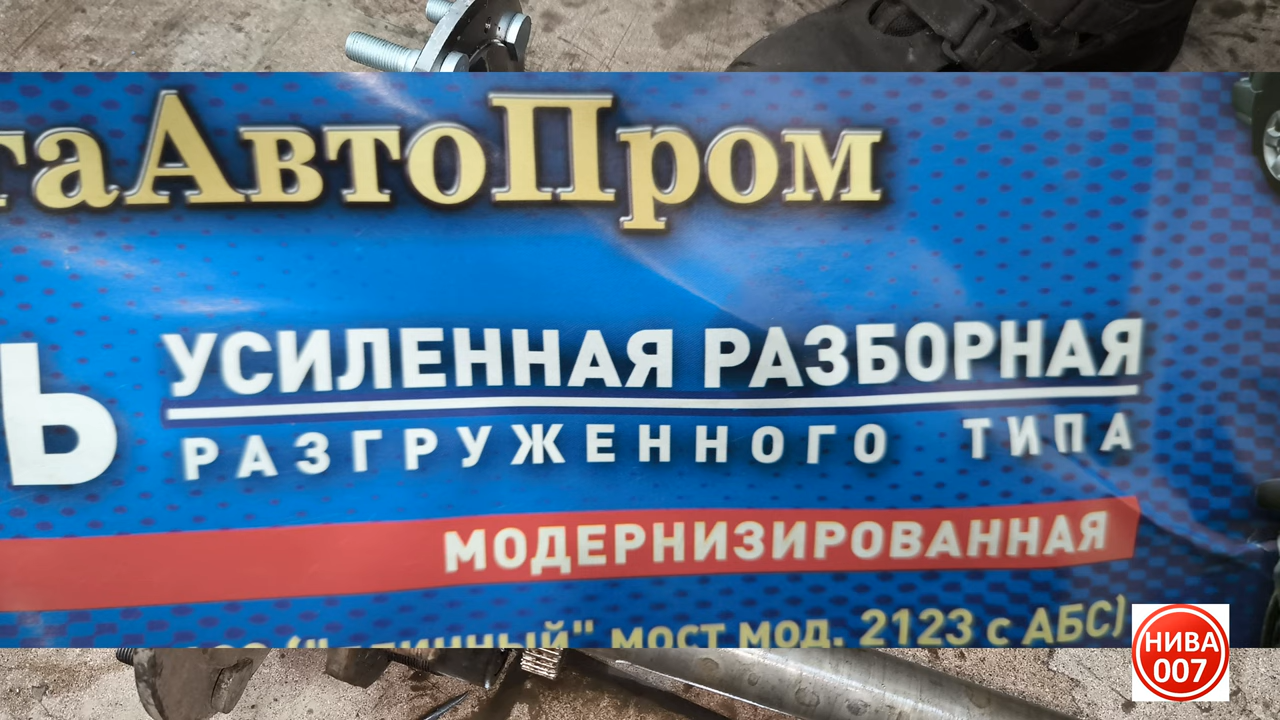 гаАвтоПром
Ь УСИЛЕННАЯ РАЗБОРНАЯ
РАЗГРУЖЕННОГО ТИПА
МОДЕРНИЗИРОВАННАЯ
мост мод. 2123 с АБС)
НИВА
007